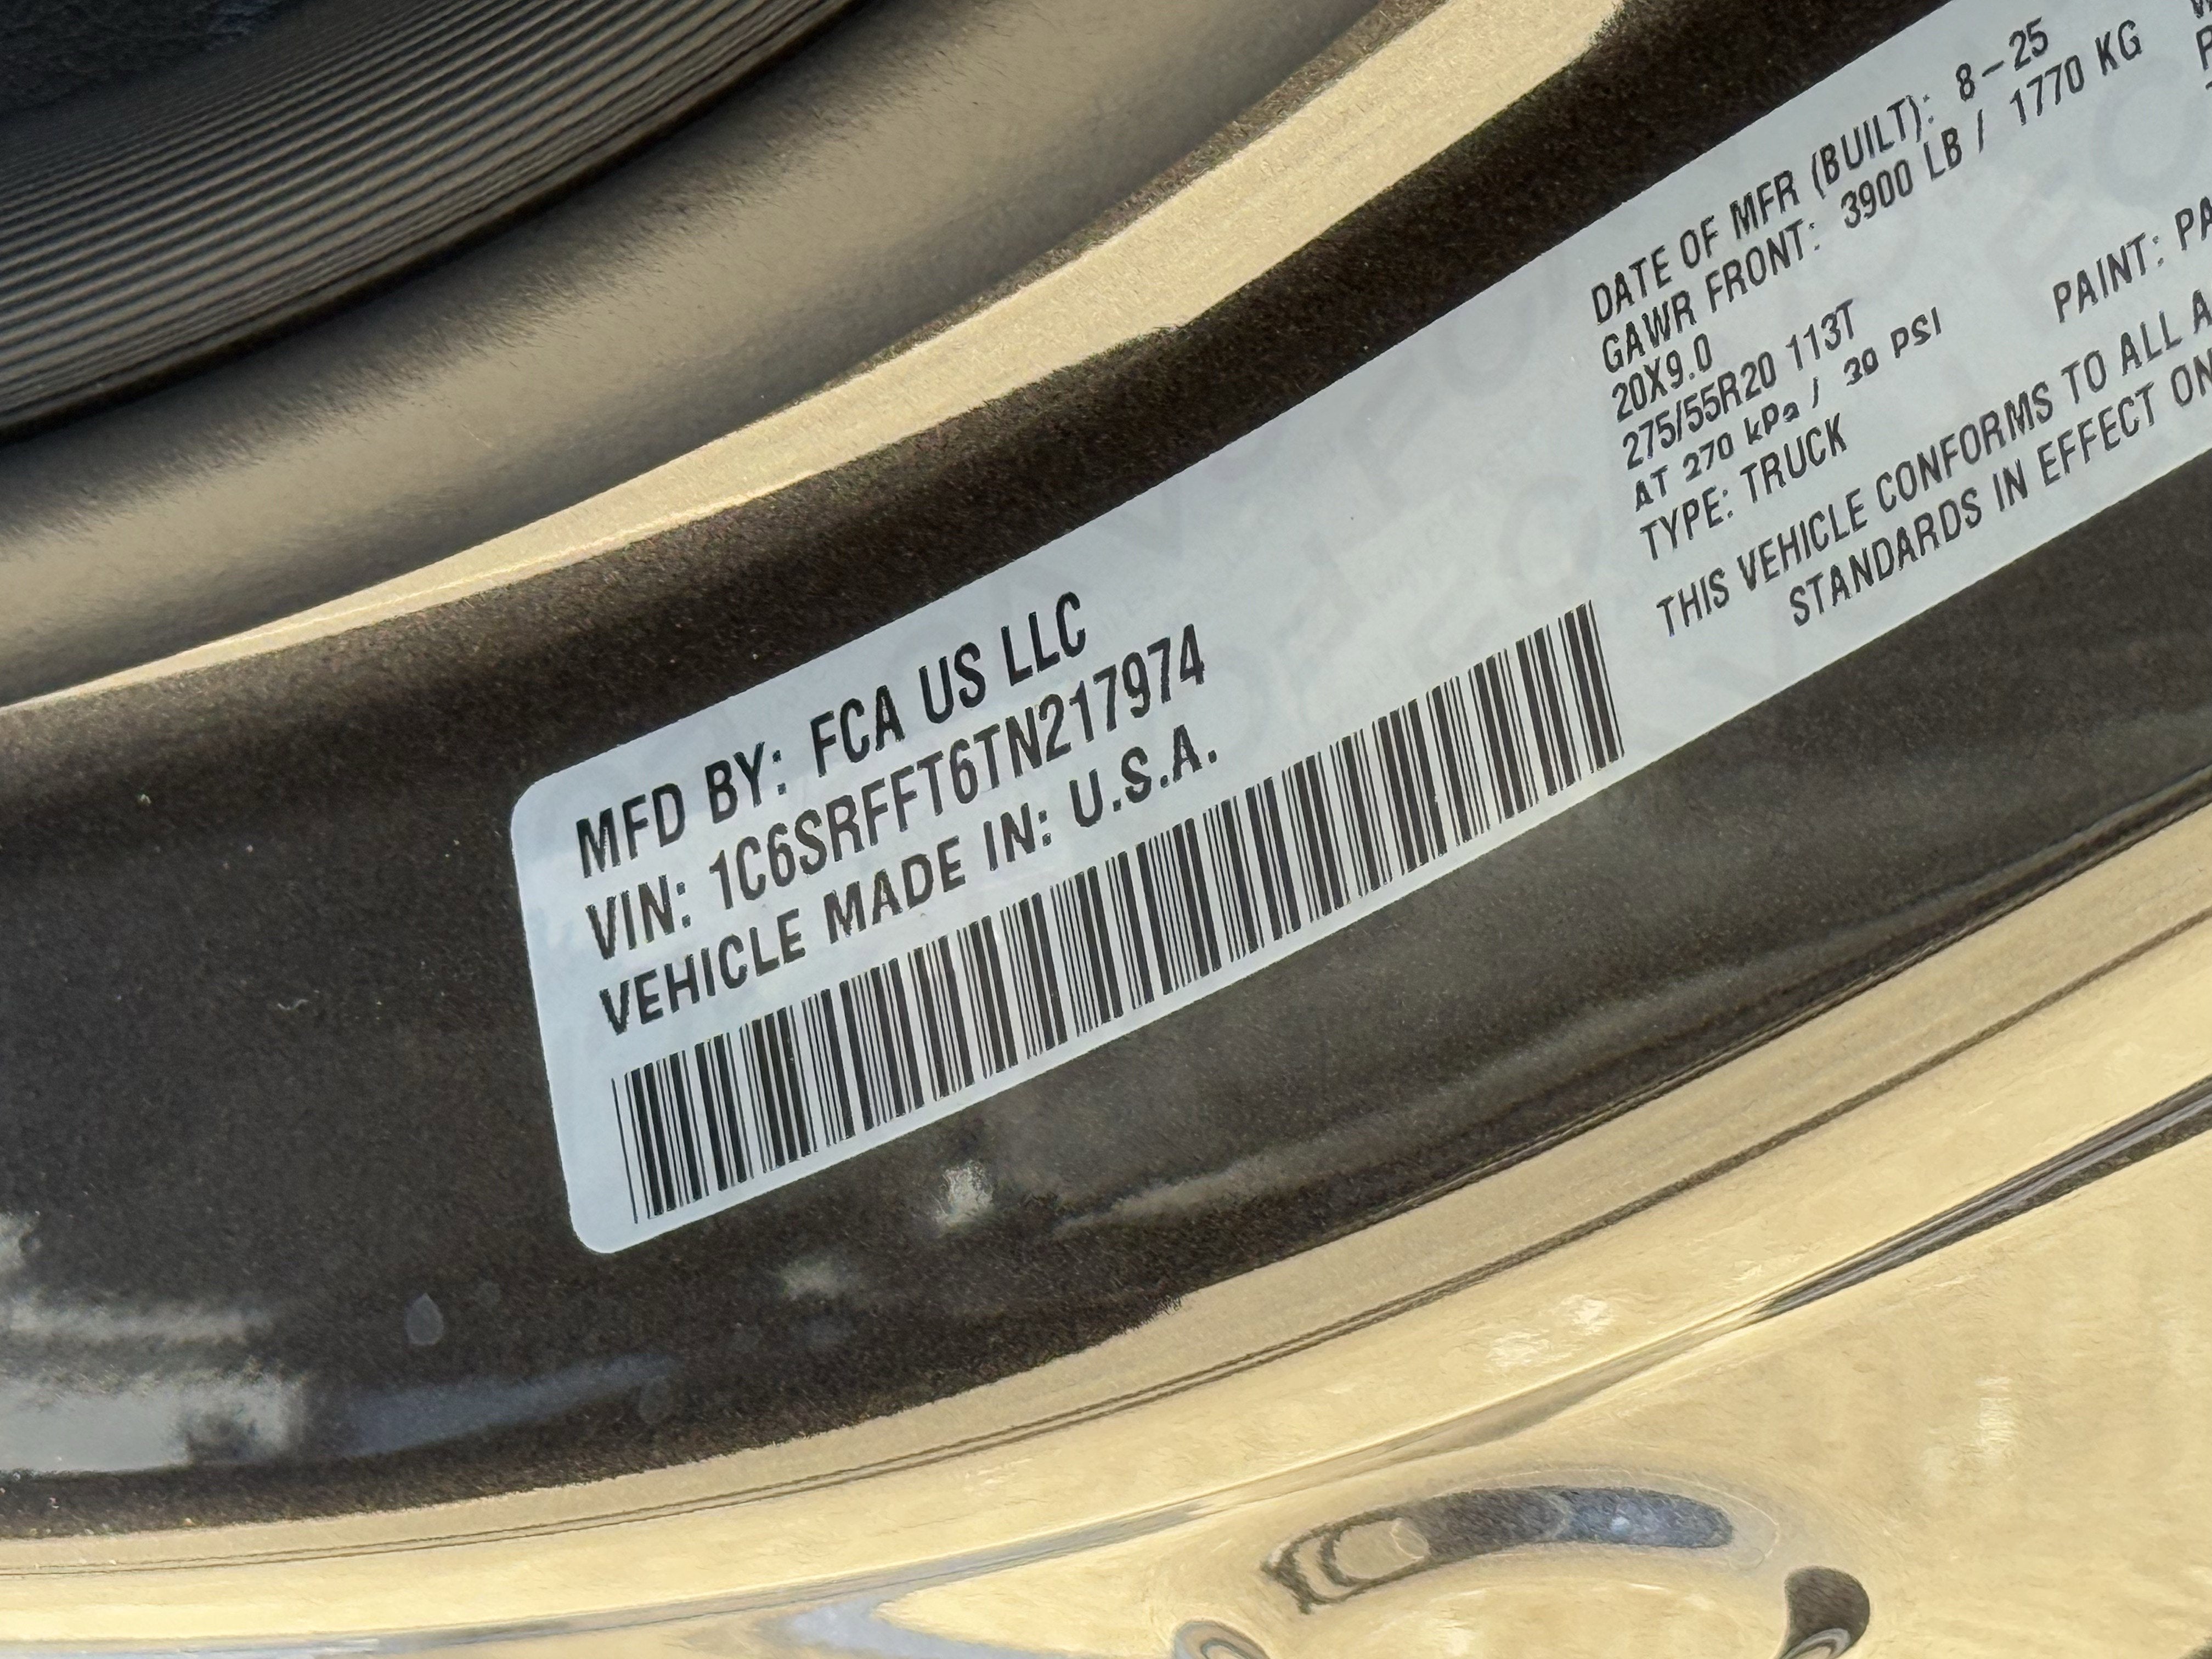 MFD BY: FCA US LLC
VIN: 1C6SRFFT6TN217974
VEHICLE MADE IN: U.S.A.
DATE OF MFR (BUILT): 8-25
GAWR FRONT: 3900 LB / 1770 KG
20X9.0
275/55R20 113T
AT 270 kPa / 39 PSI
TYPE: TRUCK
PAINT: PA
THIS VEHICLE CONFORMS TO ALL A
STANDARDS IN EFFECT ON